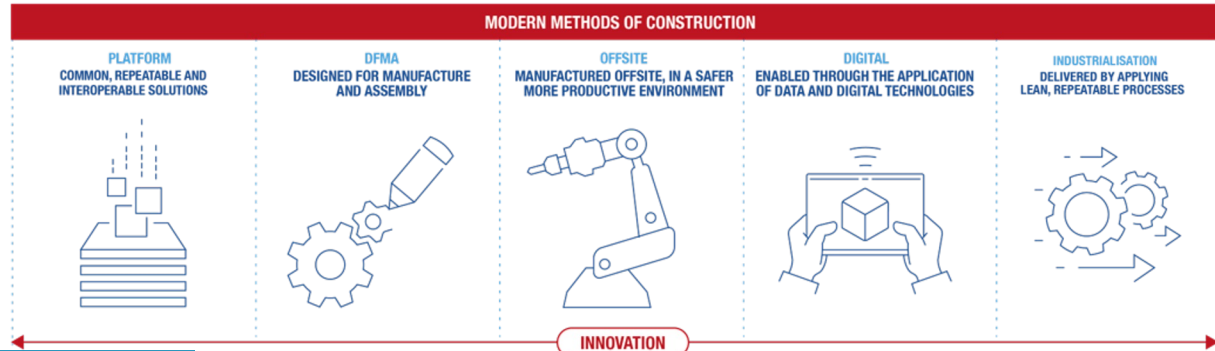 MODERN METHODS OF CONSTRUCTION
PLATFORM
COMMON, REPEATABLE AND
INTEROPERABLE SOLUTIONS
DFMA
DESIGNED FOR MANUFACTURE
AND ASSEMBLY
OFFSITE
MANUFACTURED OFFSITE, IN A SAFER
MORE PRODUCTIVE ENVIRONMENT
DIGITAL
ENABLED THROUGH THE APPLICATION
OF DATA AND DIGITAL TECHNOLOGIES
INDUSTRIALISATION
DELIVERED BY APPLYING
LEAN, REPEATABLE PROCESSES
INNOVATION